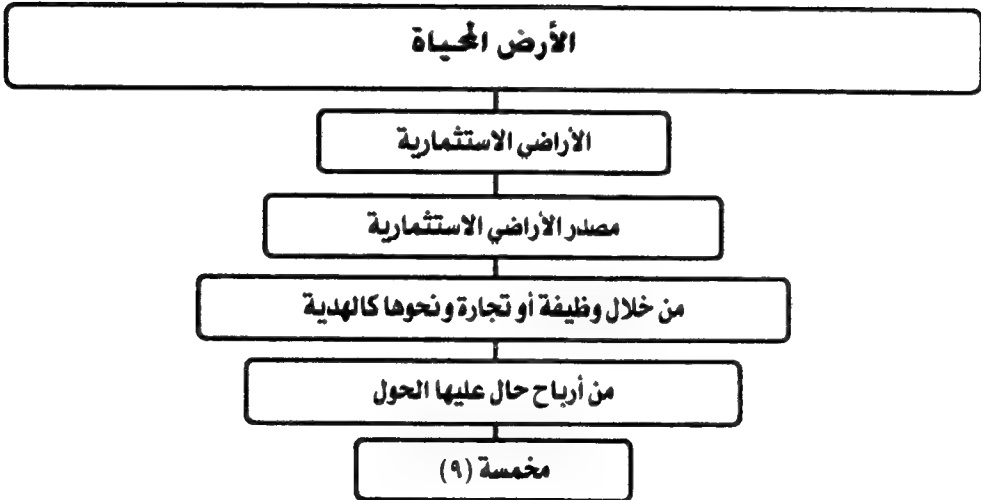 الأرض المحياة
الأراضي الاستثمارية
مصدر الأراضي الاستثمارية
من خلال وظيفة أو تجارة ونحوها كالهدية
من أرباح حال عليها الحول
مخمسة (٩)